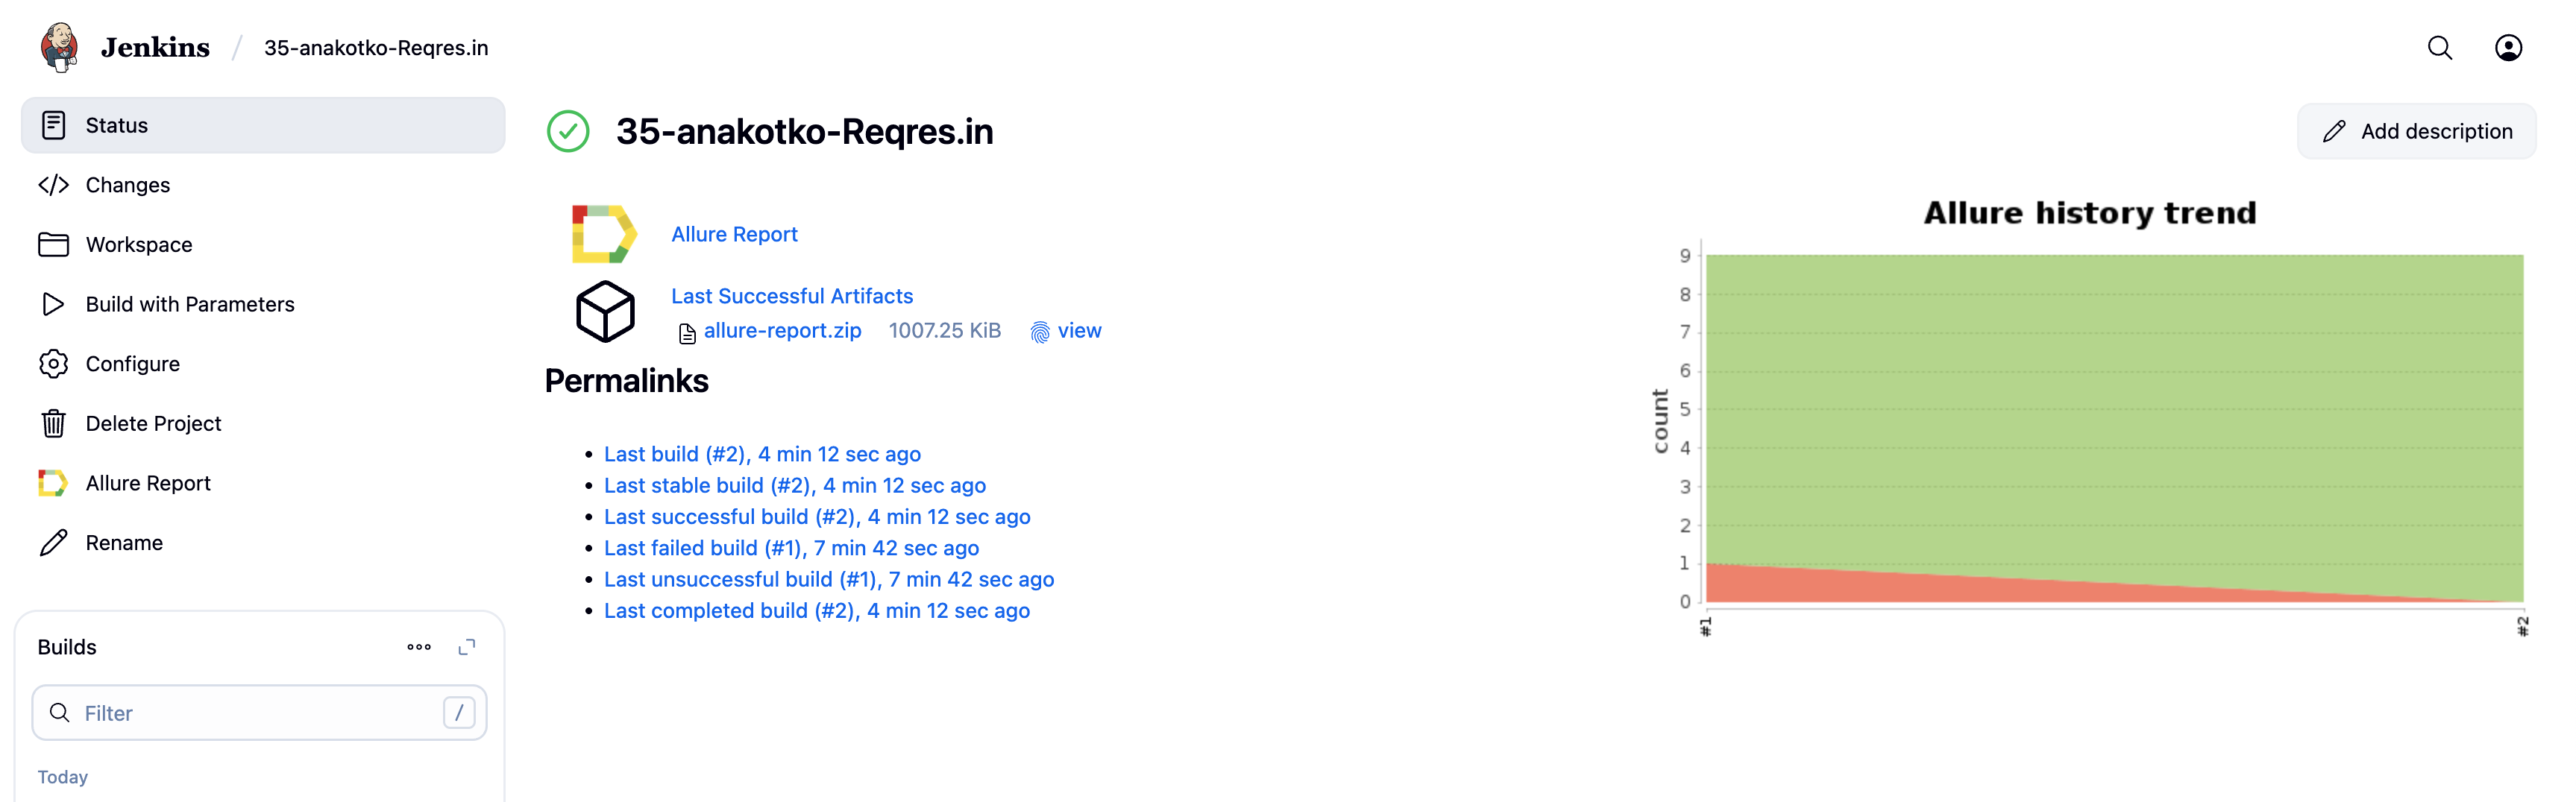 Jenkins / 35-anakotko-Reqres.in
Status
Changes
Workspace
Build with Parameters
Configure
Delete Project
Allure Report
Rename
Builds
Filter /
Today
35-anakotko-Reqres.in
Add description
Allure Report
Last Successful Artifacts
allure-report.zip 1007.25 KiB view
Permalinks
• Last build (#2), 4 min 12 sec ago
• Last stable build (#2), 4 min 12 sec ago
• Last successful build (#2), 4 min 12 sec ago
• Last failed build (#1), 7 min 42 sec ago
• Last unsuccessful build (#1), 7 min 42 sec ago
• Last completed build (#2), 4 min 12 sec ago
Allure history trend
count
9
8
7
6
5
4
3
2
1
0
#1
#2